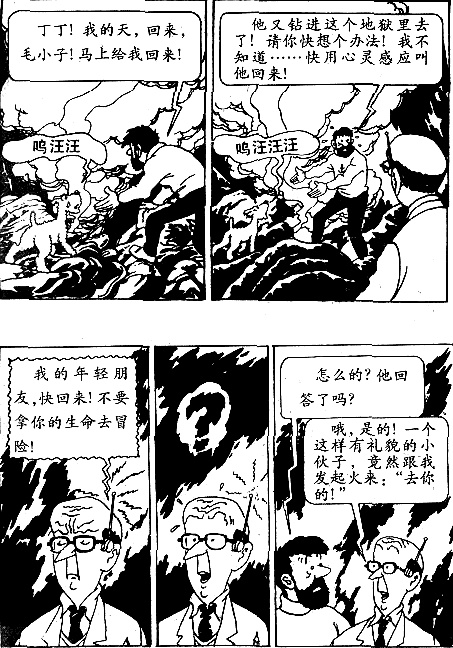 丁丁！我的天，回来，
毛小子！马上给我回来！
呜汪汪
他又钻进这个地狱里去
了！请你快想个办法！我不
知道……快用心灵感应叫
他回来！
呜汪汪汪
我的年轻朋
友，快回来！不要
拿你的生命去冒
险！
?
怎么的？他回
答了吗？
哦，是的！一个
这样有礼貌的小
伙子，竟然跟我
发起火来：“去你
的！”